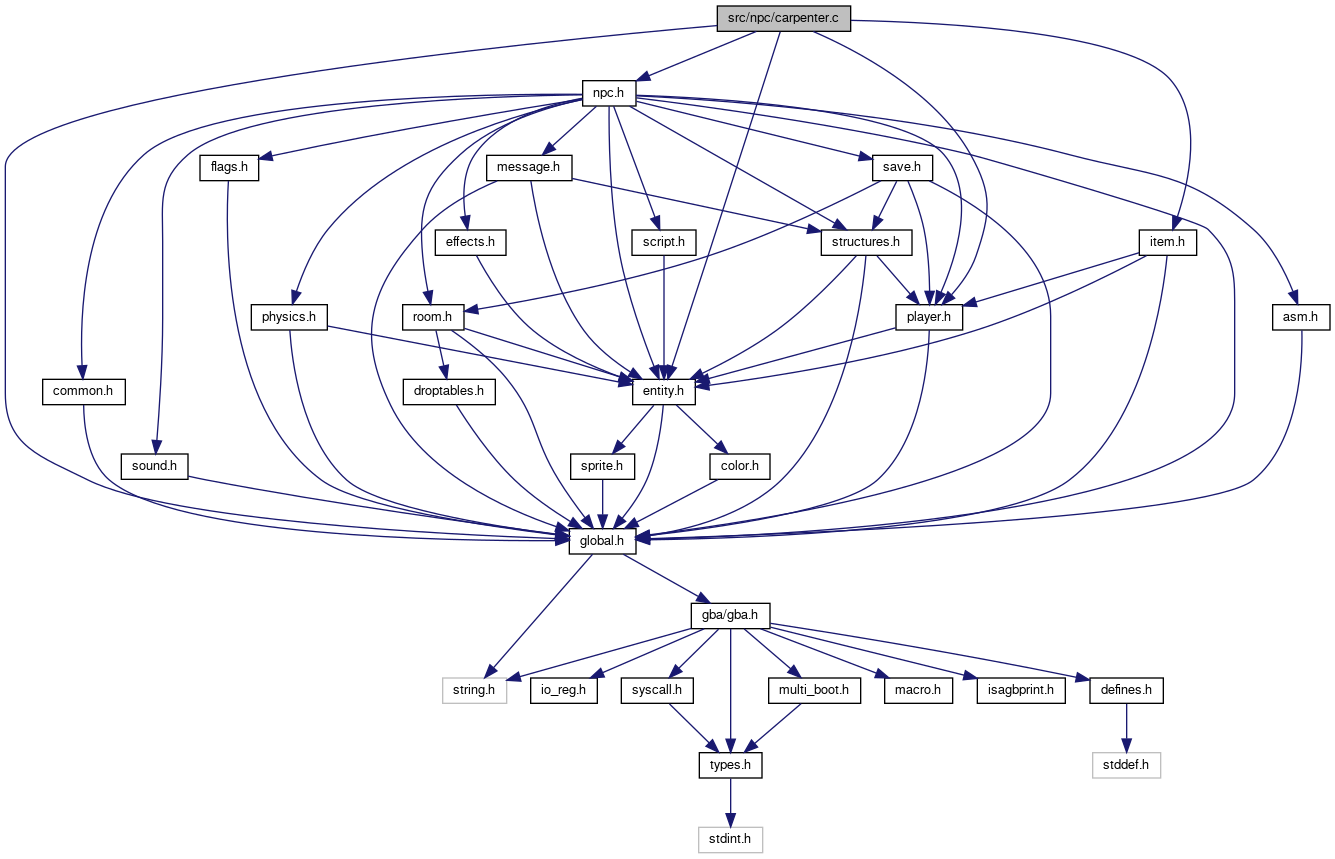 src/npc/carpenter.c
npc.h
flags.h
message.h
save.h
effects.h
script.h
structures.h
item.h
physics.h
room.h
player.h
asm.h
common.h
droptables.h
entity.h
sound.h
sprite.h
color.h
global.h
gba/gba.h
string.h
io_reg.h
syscall.h
multi_boot.h
macro.h
isagbprint.h
defines.h
types.h
stddef.h
stdint.h